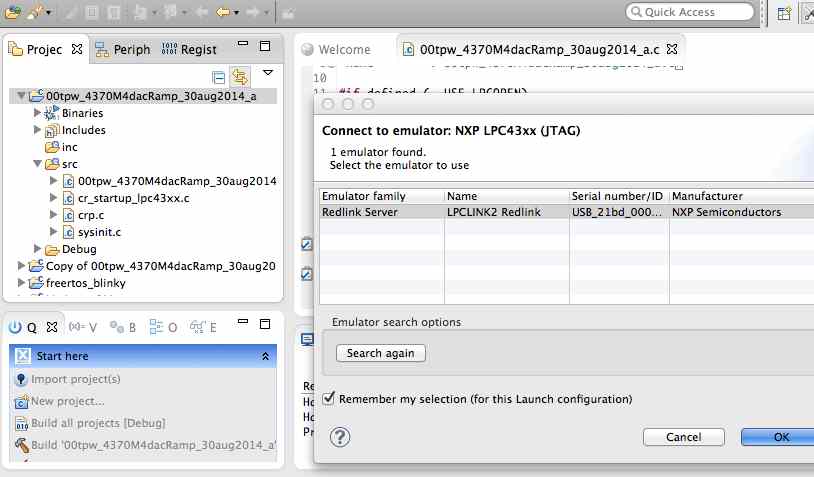 Quick Access
Projec
Periph
Regist
Welcome
00tpw_4370M4dacRamp_30aug2014_a.c
10
11
#if defined (__USE_LPCOPEN)
00tpw_4370M4dacRamp_30aug2014_a
Binaries
Includes
inc
src
00tpw_4370M4dacRamp_30aug2014
cr_startup_lpc43xx.c
crp.c
sysinit.c
Debug
Copy of 00tpw_4370M4dacRamp_30aug20
freertos_blinky
Connect to emulator: NXP LPC43xx (JTAG)
1 emulator found.
Select the emulator to use
Emulator family Name Serial number/ID Manufacturer
Redlink Server LPCLINK2 Redlink USB_21bd_000... NXP Semiconductors
Emulator search options
Search again
Remember my selection (for this Launch configuration)
Cancel
OK
Q
(x)= V
B
O
E
Start here
Import project(s)
New project...
Build all projects [Debug]
Build '00tpw_4370M4dacRamp_30aug2014_a'
Re
Ho
Ho
Pr